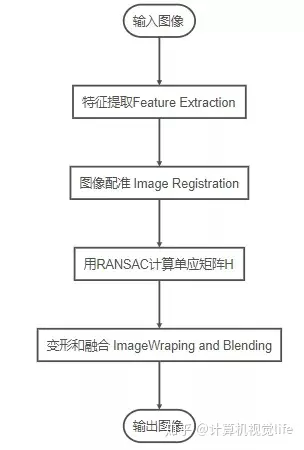 输入图像
特征提取Feature Extraction
图像配准 Image Registration
用RANSAC计算单应矩阵H
变形和融合 ImageWraping and Blending
输出图像
知乎 @计算机视觉life